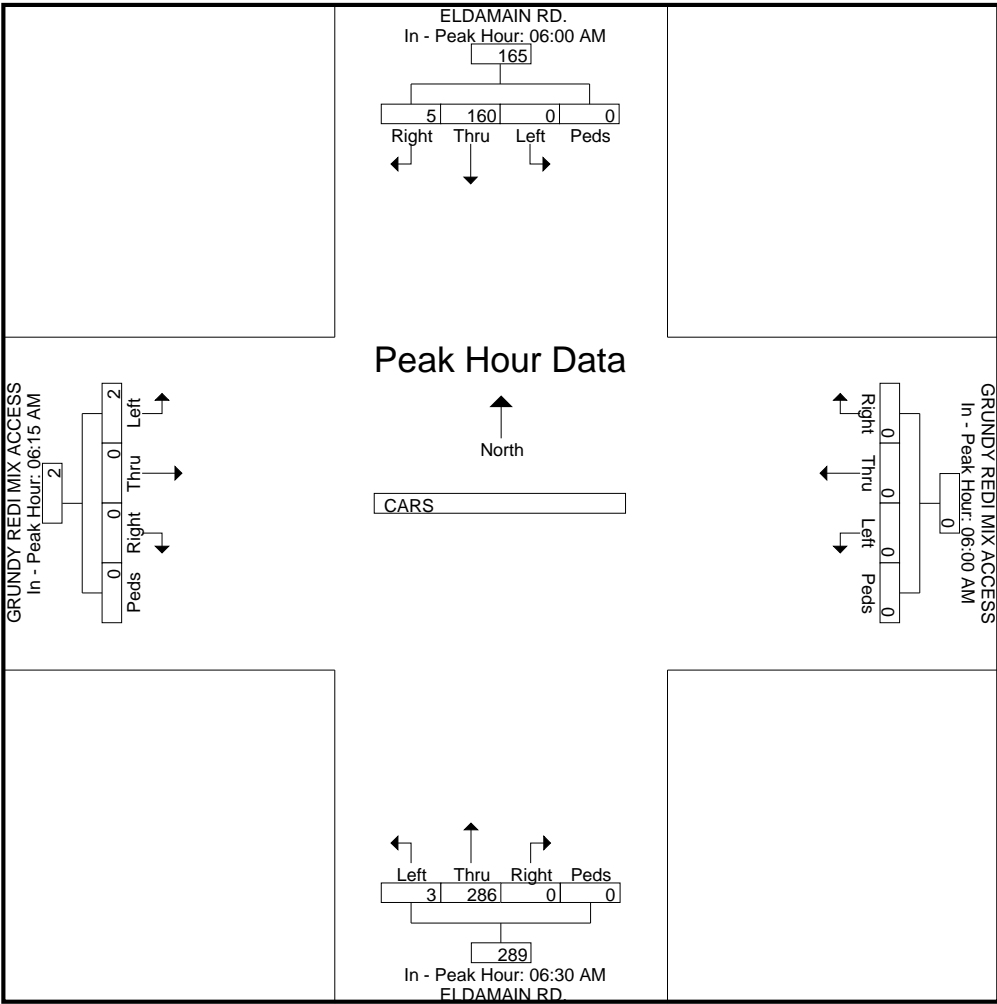 ELDAMAIN RD.
In - Peak Hour: 06:00 AM
165
5 160 0 0
Right Thru Left Peds
Peak Hour Data
North
CARS
GRUNDY REDI MIX ACCESS
In - Peak Hour: 06:15 AM
2
2 0 0 0
Left Thru Right Peds
GRUNDY REDI MIX ACCESS
In - Peak Hour: 06:00 AM
0
0 0 0 0
Right Thru Left Peds
Left Thru Right Peds
3 286 0 0
289
In - Peak Hour: 06:30 AM
ELDAMAIN RD.